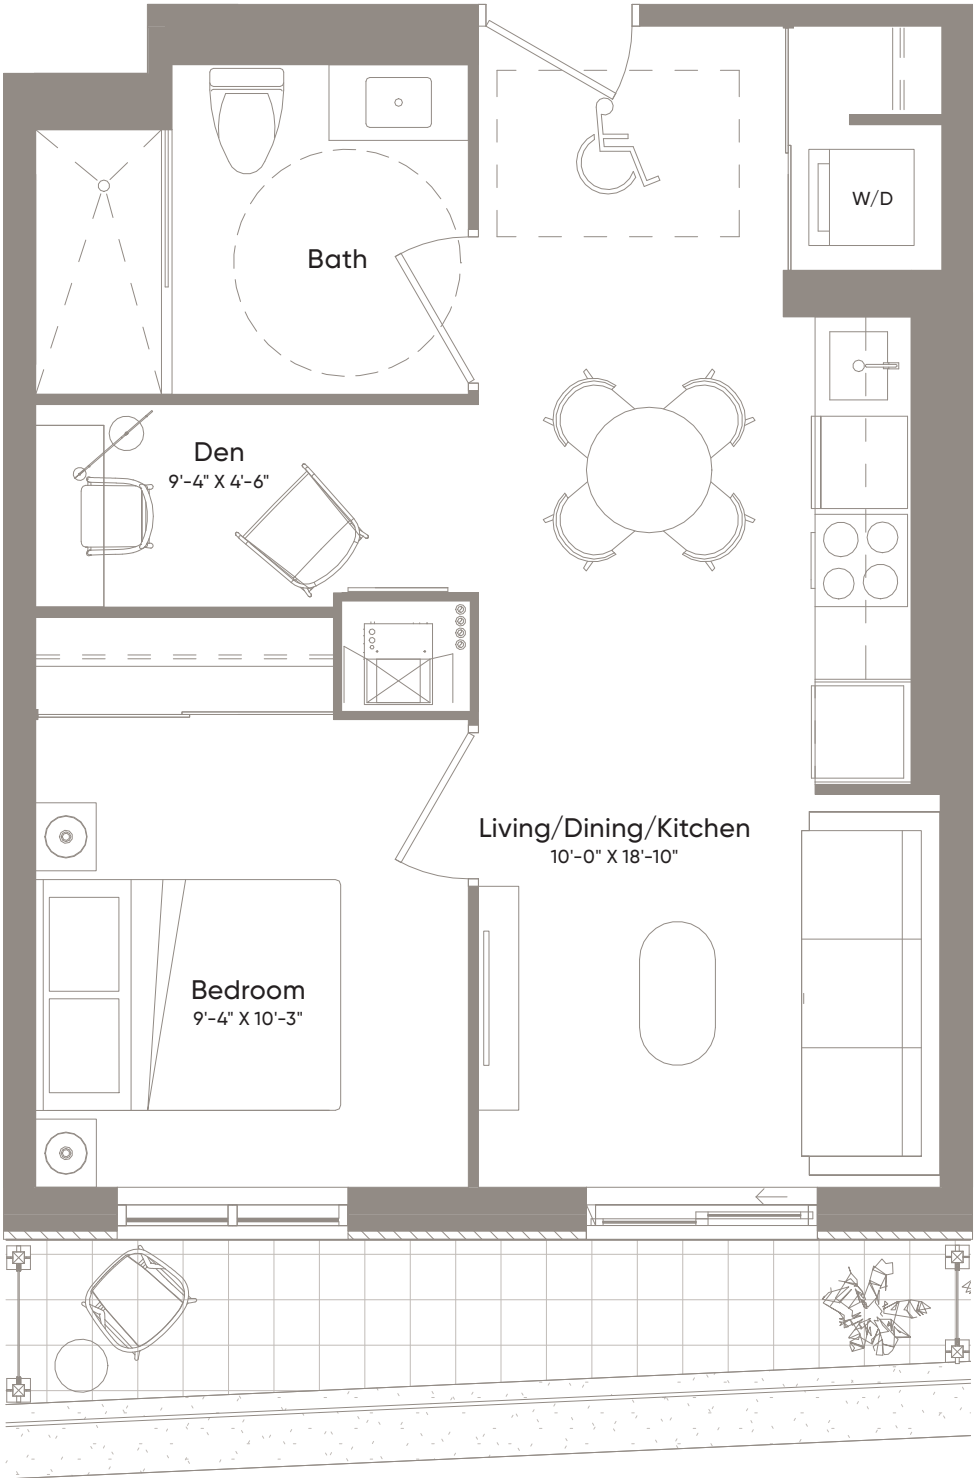 W/D
Bath
Den
9'-4" X 4'-6"
Living/Dining/Kitchen
10'-0" X 18'-10"
Bedroom
9'-4" X 10'-3"